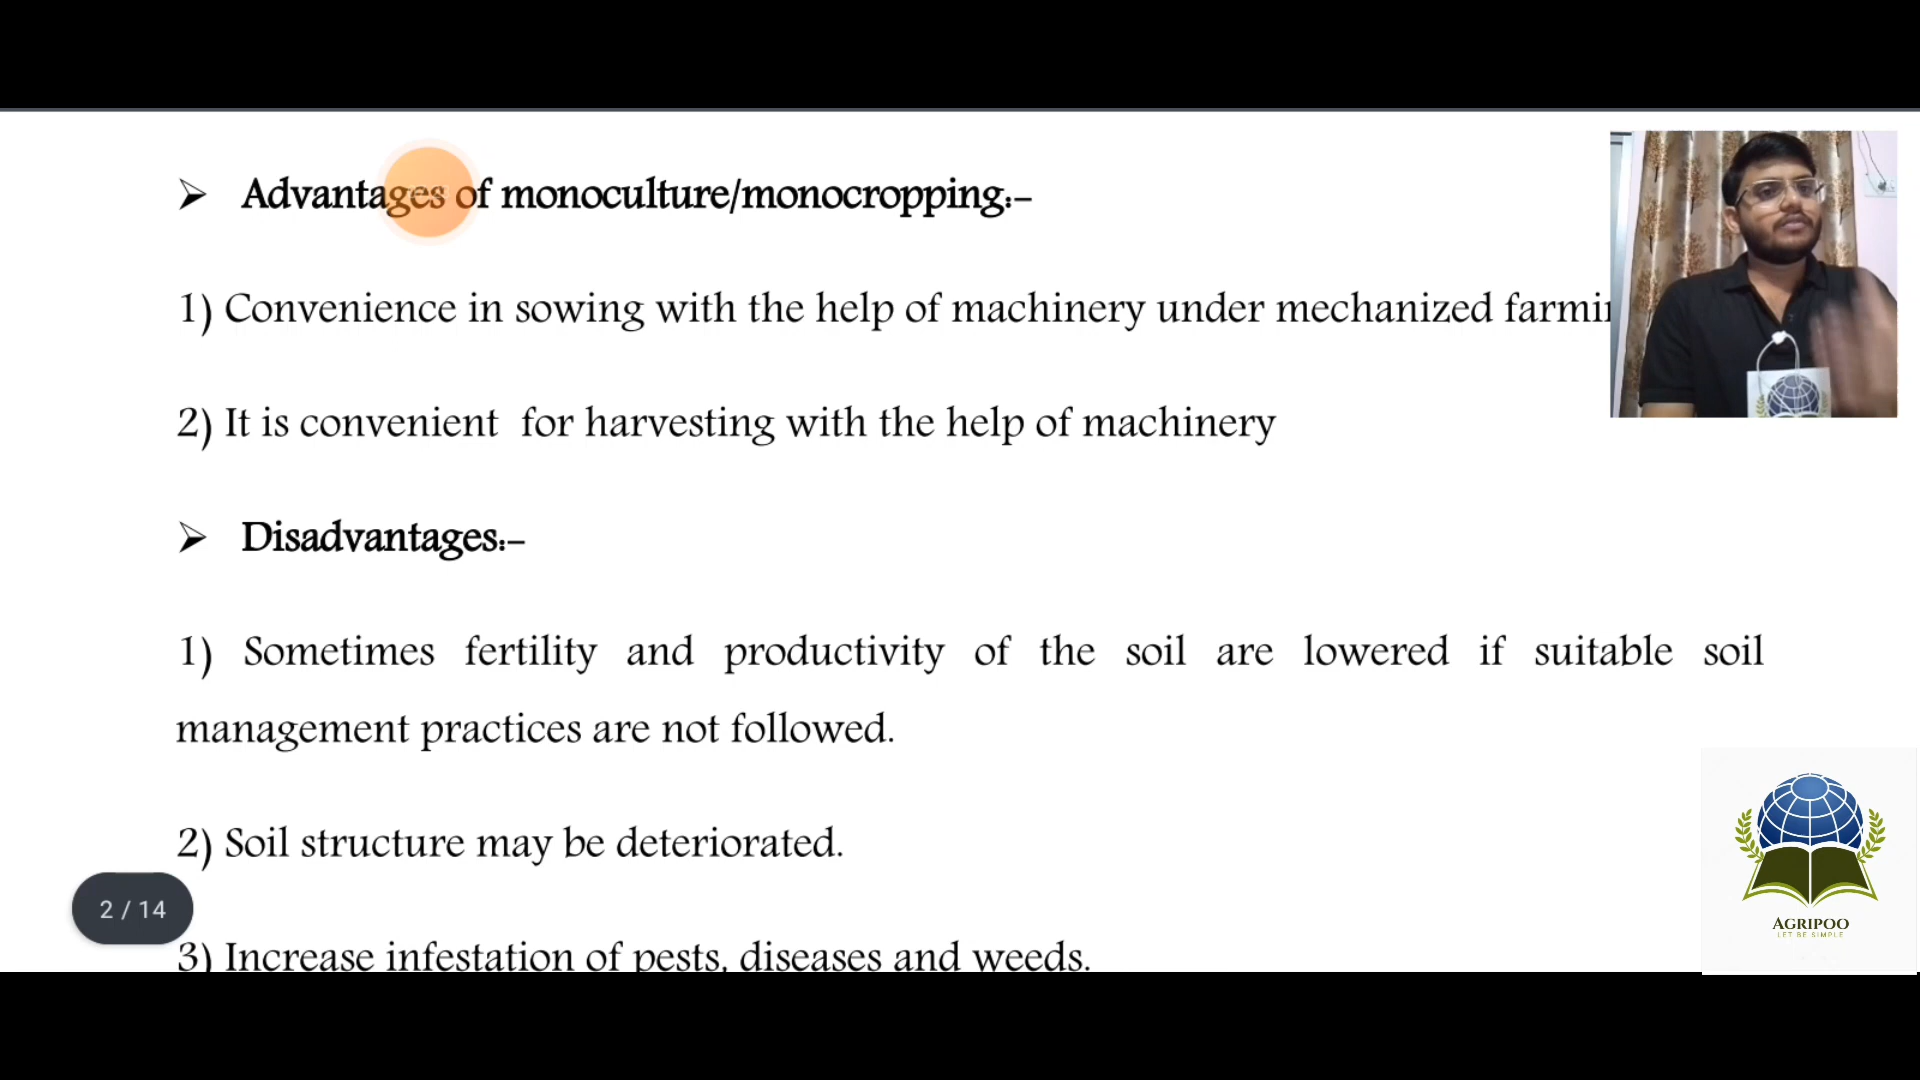 ➢ Advantages of monoculture/monocropping:-
1) Convenience in sowing with the help of machinery under mechanized
2) It is convenient for harvesting with the help of machinery
➢ Disadvantages:-
1) Sometimes fertility and productivity of the soil are lowered if suitable soil
management practices are not followed.
2) Soil structure may be deteriorated.
3) Increase infestation of pests, diseases and weeds.
2 / 14
AGRIPOO
LET BE SIMPLE